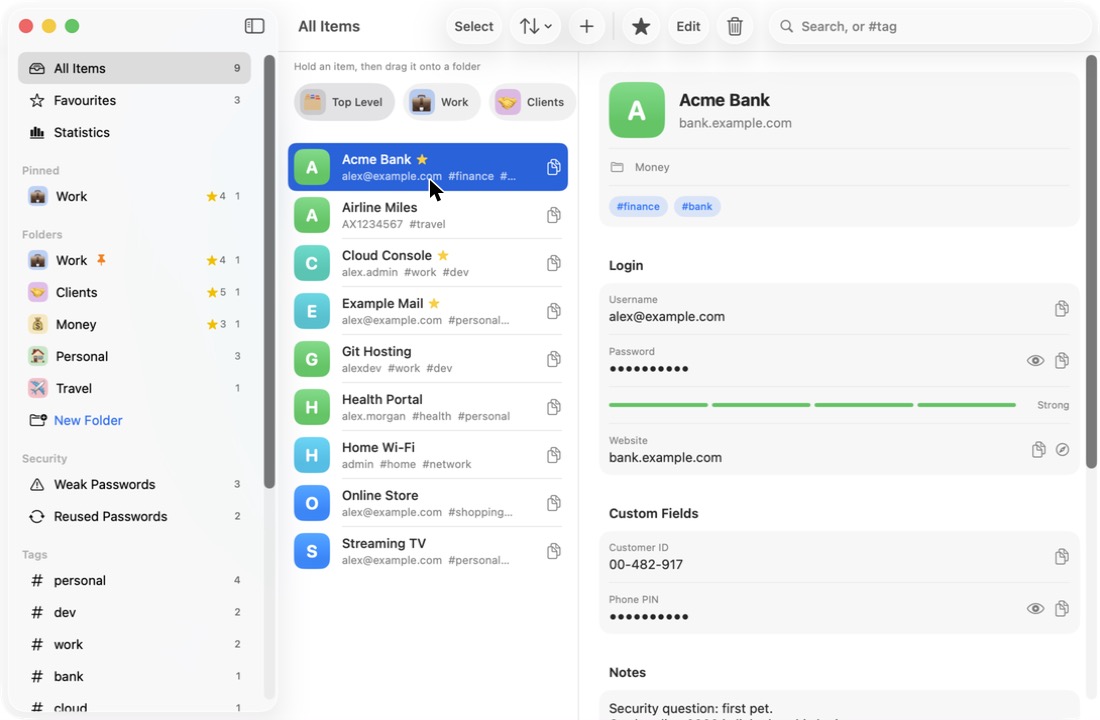 All Items 9
Favourites 3
Statistics
Pinned
Work 4 1
Folders
Work 4 1
Clients 5 1
Money 3 1
Personal 3
Travel 1
New Folder
Security
Weak Passwords 3
Reused Passwords 2
Tags
# personal 4
# dev 2
# work 2
# bank 1
# cloud 1
All Items
Select
Edit
Search, or #tag
Hold an item, then drag it onto a folder
Top Level
Work
Clients
A
Acme Bank
alex@example.com #finance #...
A
Airline Miles
AX1234567 #travel
C
Cloud Console
alex.admin #work #dev
E
Example Mail
alex@example.com #personal...
G
Git Hosting
alexdev #work #dev
H
Health Portal
alex.morgan #health #personal
H
Home Wi-Fi
admin #home #network
O
Online Store
alex@example.com #shopping...
S
Streaming TV
alex@example.com #personal...
A
Acme Bank
bank.example.com
Money
#finance #bank
Login
Username
alex@example.com
Password
••••••••••
Strong
Website
bank.example.com
Custom Fields
Customer ID
00-482-917
Phone PIN
••••••••••
Notes
Security question: first pet.